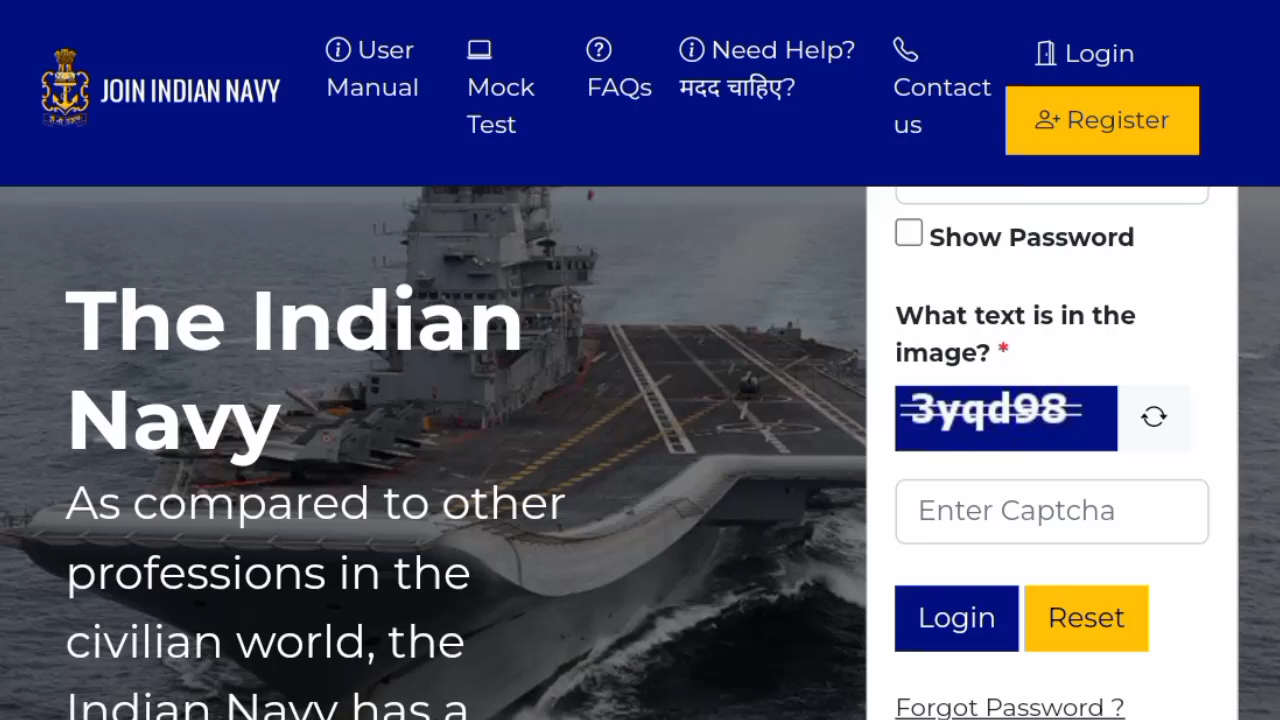 JOIN INDIAN NAVY
User
Manual
Mock
Test
FAQs
Need Help?
मदद चाहिए?
Contact
us
Login
Register
The Indian
Navy
As compared to other
professions in the
civilian world, the
Indian Navy has a
Show Password
What text is in the
image? *
3yqd98
Enter Captcha
Login
Reset
Forgot Password ?